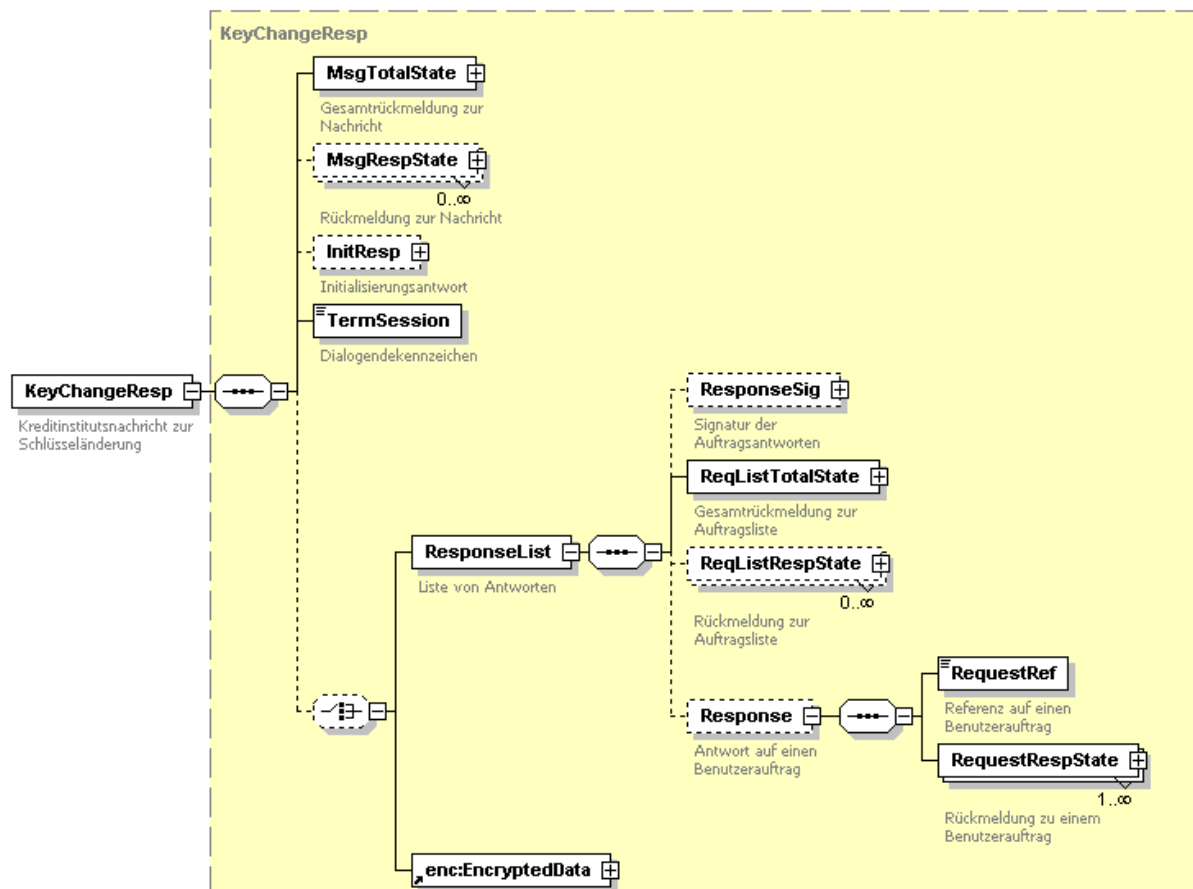 KeyChangeResp
MsgTotalState
Gesamtrückmeldung zur
Nachricht
MsgRespState
0..∞
Rückmeldung zur Nachricht
InitResp
Initialisierungsantwort
TermSession
Dialogendekennzeichen
KeyChangeResp
Kreditinstitutsnachricht zur
Schlüsseländerung
ResponseSig
Signatur der
Auftragsantworten
ReqListTotalState
Gesamtrückmeldung zur
Auftragsliste
ResponseList
Liste von Antworten
ReqListRespState
0..∞
Rückmeldung zur
Auftragsliste
Response
Antwort auf einen
Benutzerauftrag
RequestRef
Referenz auf einen
Benutzerauftrag
RequestRespState
1..∞
Rückmeldung zu einem
Benutzerauftrag
enc:EncryptedData